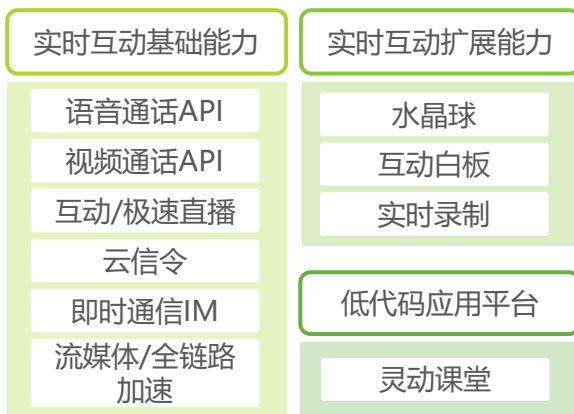 实时互动基础能力
语音通话API
视频通话API
互动/极速直播
云信令
即时通信IM
流媒体/全链路
加速
实时互动扩展能力
水晶球
互动白板
实时录制
低代码应用平台
灵动课堂